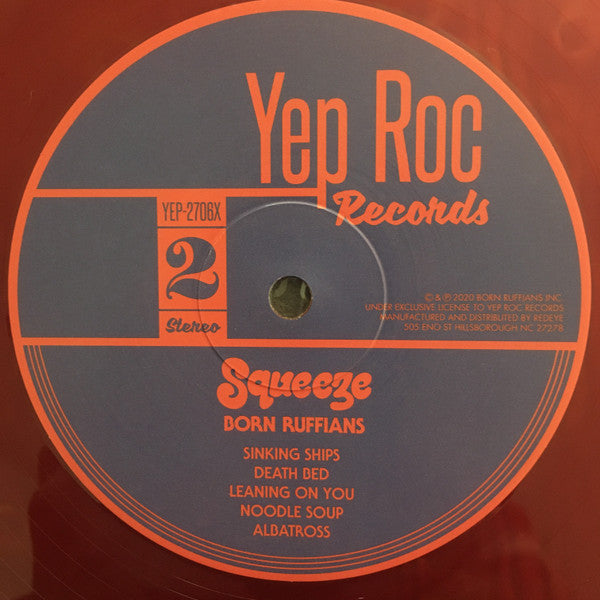 Yep Roc
Records
YEP-2706X
2
Stereo
© & ℗ 2020 BORN RUFFIANS INC.
UNDER EXCLUSIVE LICENSE TO YEP ROC RECORDS
MANUFACTURED AND DISTRIBUTED BY REDEYE
505 ENO ST HILLSBOROUGH NC 27278
Squeeze
BORN RUFFIANS
SINKING SHIPS
DEATH BED
LEANING ON YOU
NOODLE SOUP
ALBATROSS